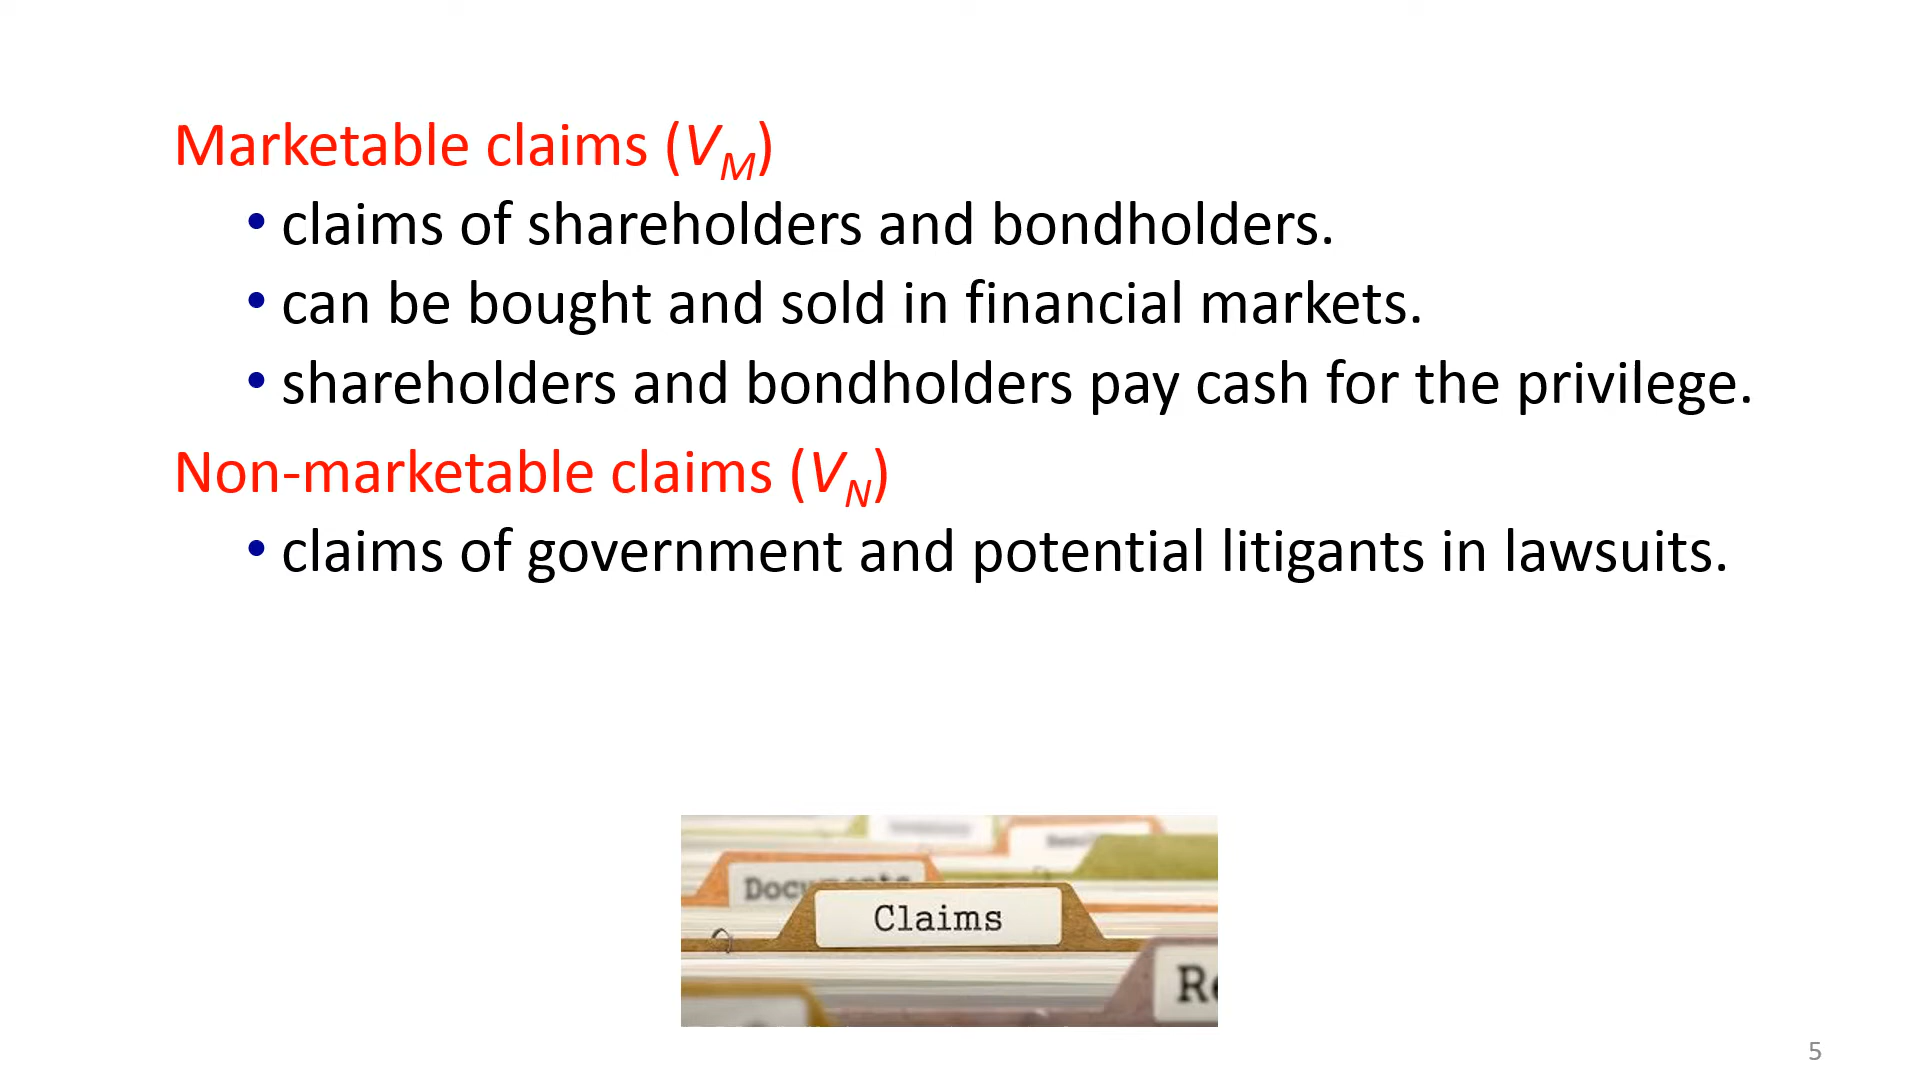 Marketable claims (V_M)
• claims of shareholders and bondholders.
• can be bought and sold in financial markets.
• shareholders and bondholders pay cash for the privilege.
Non-marketable claims (V_N)
• claims of government and potential litigants in lawsuits.
Claims
5